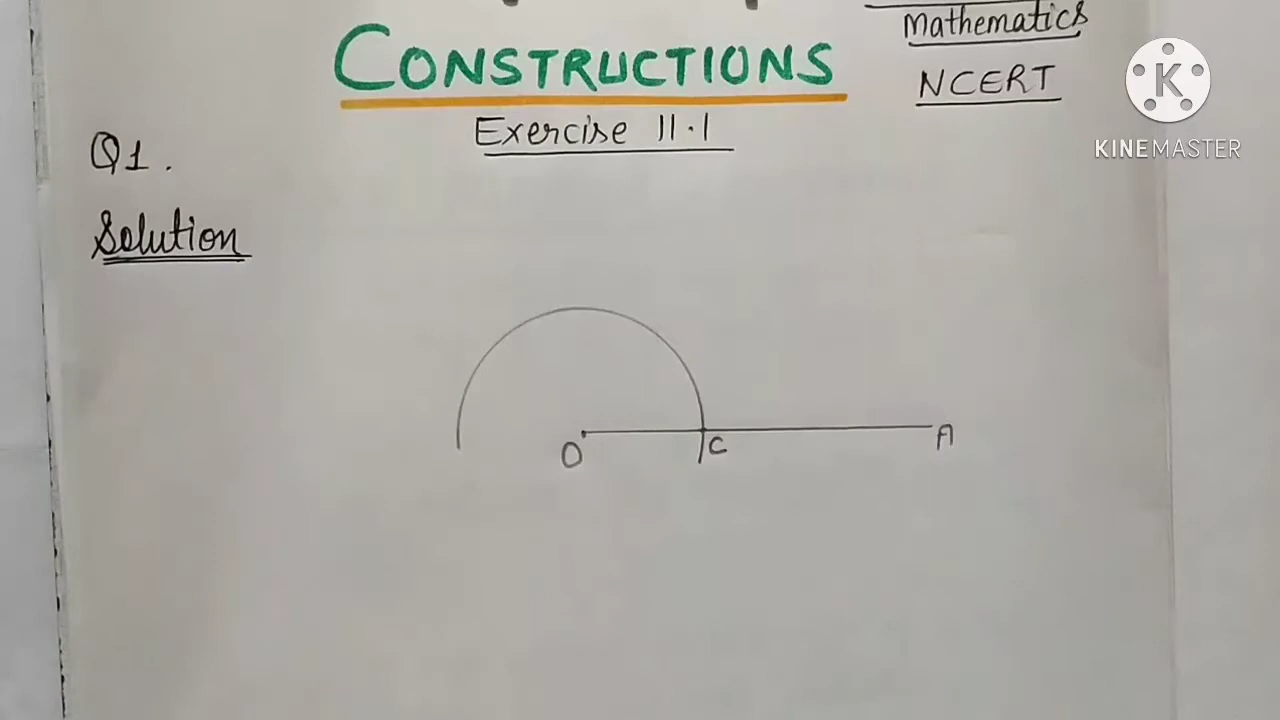 Mathematics
CONSTRUCTIONS
NCERT
K
KINEMASTER
Exercise 11.1
Q1.
Solution
O
C
A